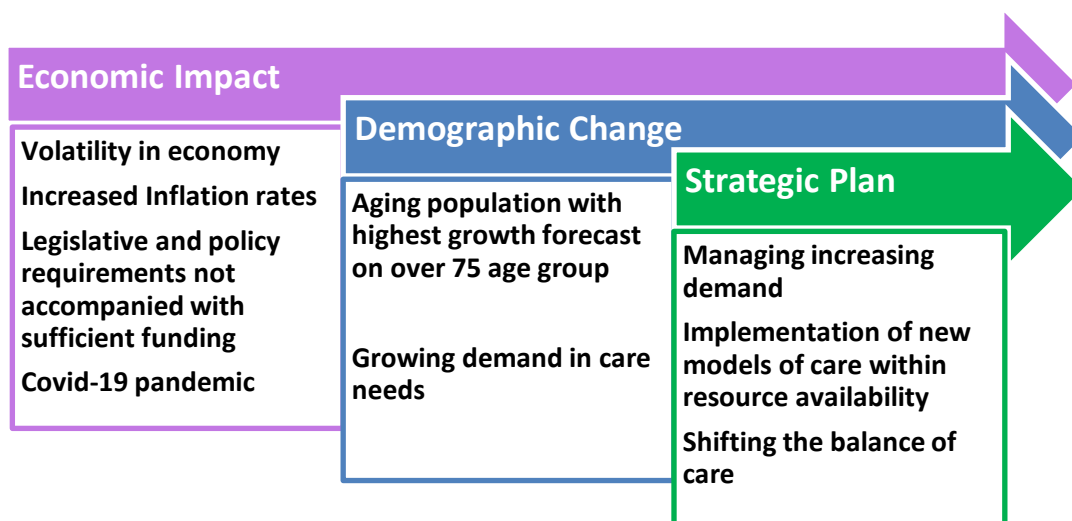 Economic Impact
Volatility in economy
Increased Inflation rates
Legislative and policy
requirements not
accompanied with
sufficient funding
Covid-19 pandemic
Demographic Change
Aging population with
highest growth forecast
on over 75 age group
Growing demand in care
needs
Strategic Plan
Managing increasing
demand
Implementation of new
models of care within
resource availability
Shifting the balance of
care